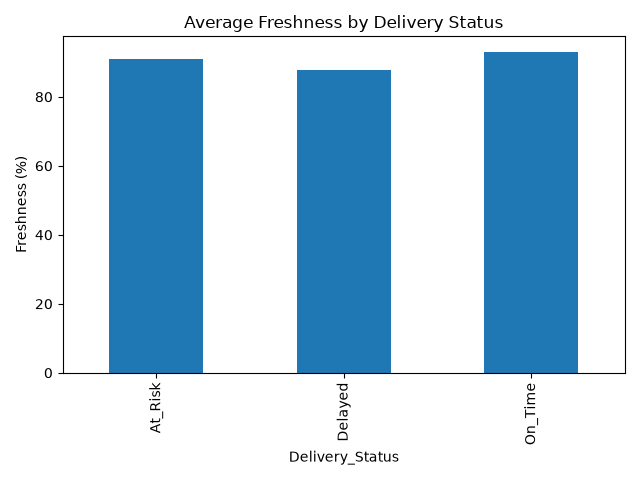 Average Freshness by Delivery Status
Freshness (%)
80
60
40
20
0
At_Risk
Delayed
On_Time
Delivery_Status